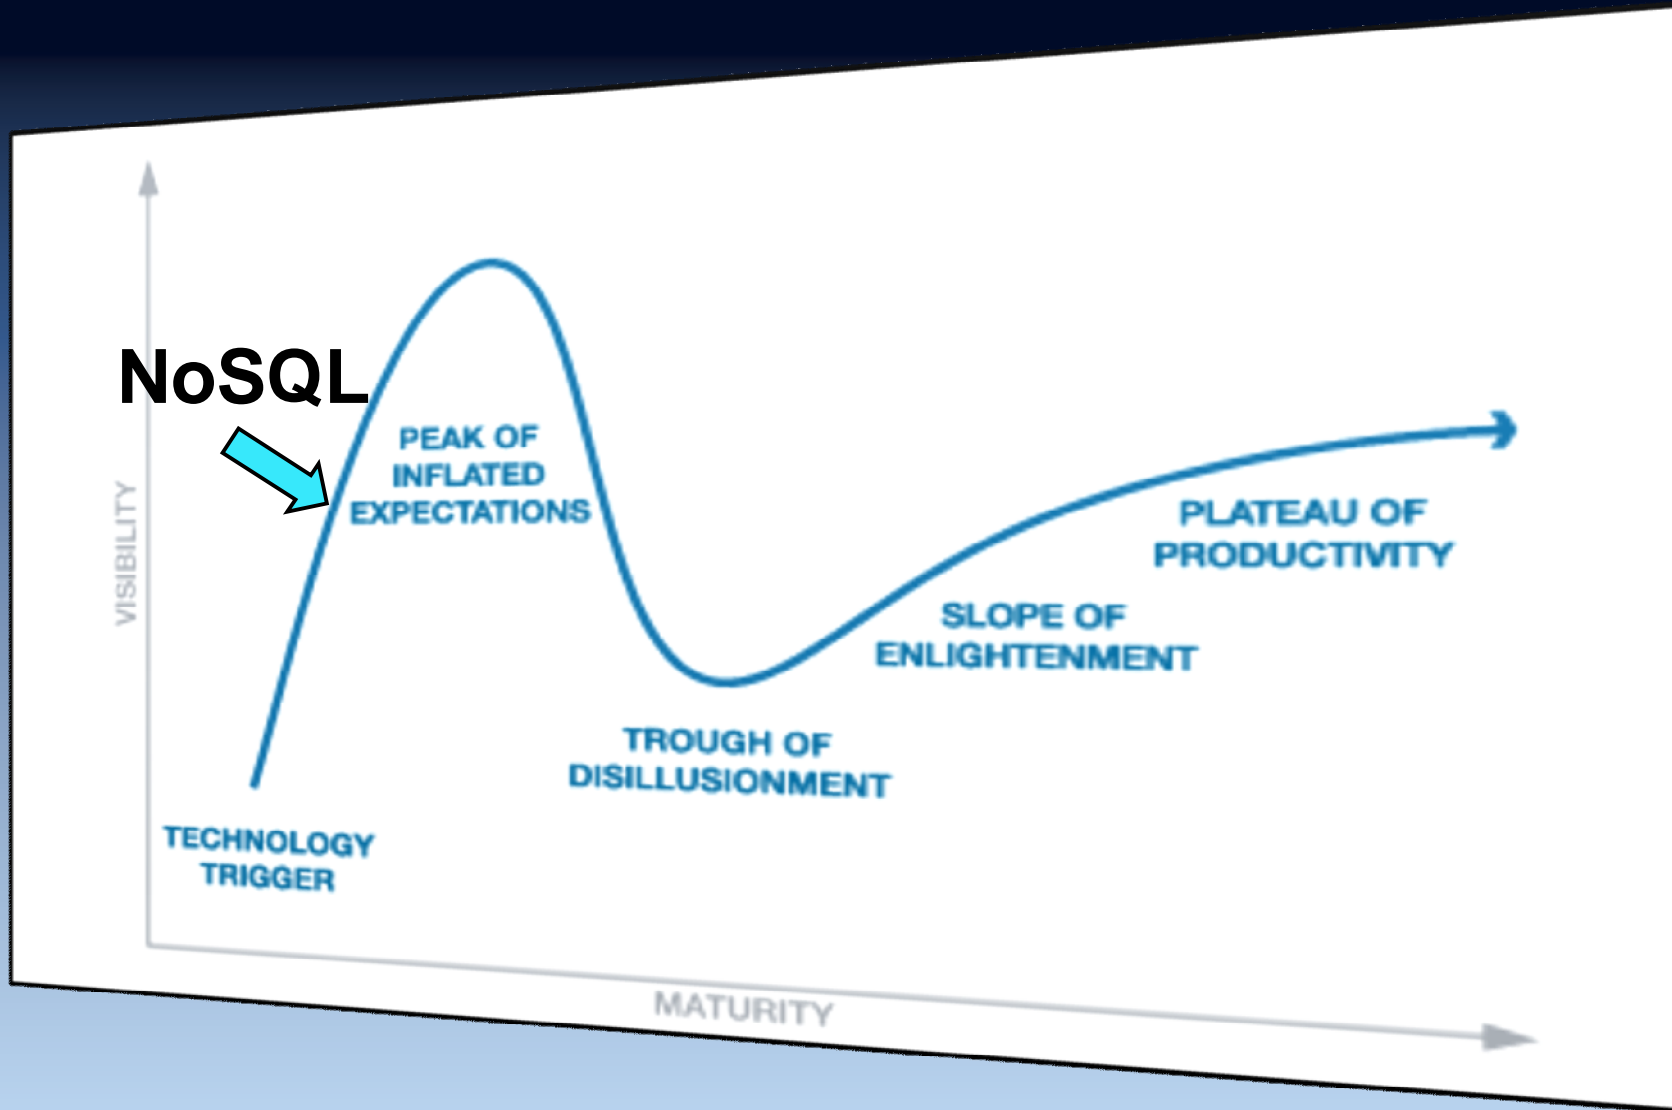 NoSQL
PEAK OF
INFLATED
EXPECTATIONS
VISIBILITY
PLATEAU OF
PRODUCTIVITY
SLOPE OF
ENLIGHTENMENT
TROUGH OF
DISILLUSIONMENT
TECHNOLOGY
TRIGGER
MATURITY